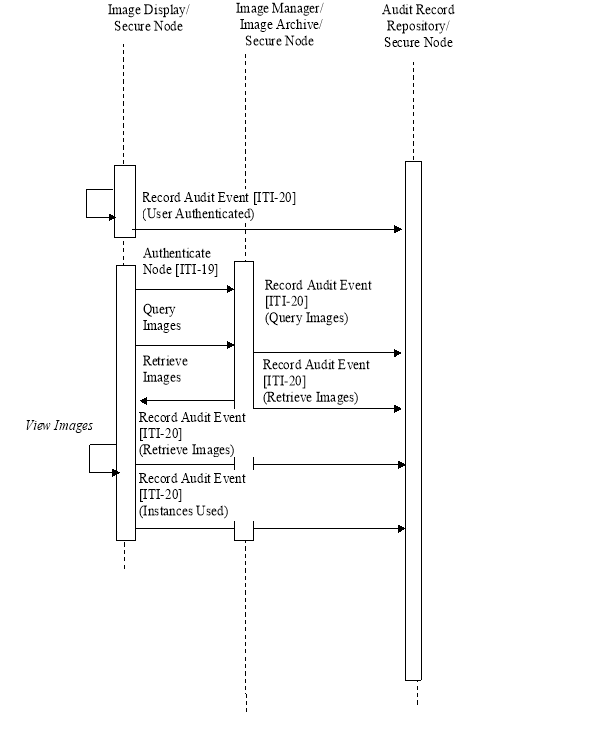 Image Display/
Secure Node
Image Manager/
Image Archive/
Secure Node
Audit Record
Repository/
Secure Node
Record Audit Event [ITI-20]
(User Authenticated)
Authenticate
Node [ITI-19]
Record Audit Event
[ITI-20]
(Query Images)
Query
Images
Retrieve
Images
Record Audit Event
[ITI-20]
(Retrieve Images)
View Images
Record Audit Event
[ITI-20]
(Retrieve Images)
Record Audit Event
[ITI-20]
(Instances Used)